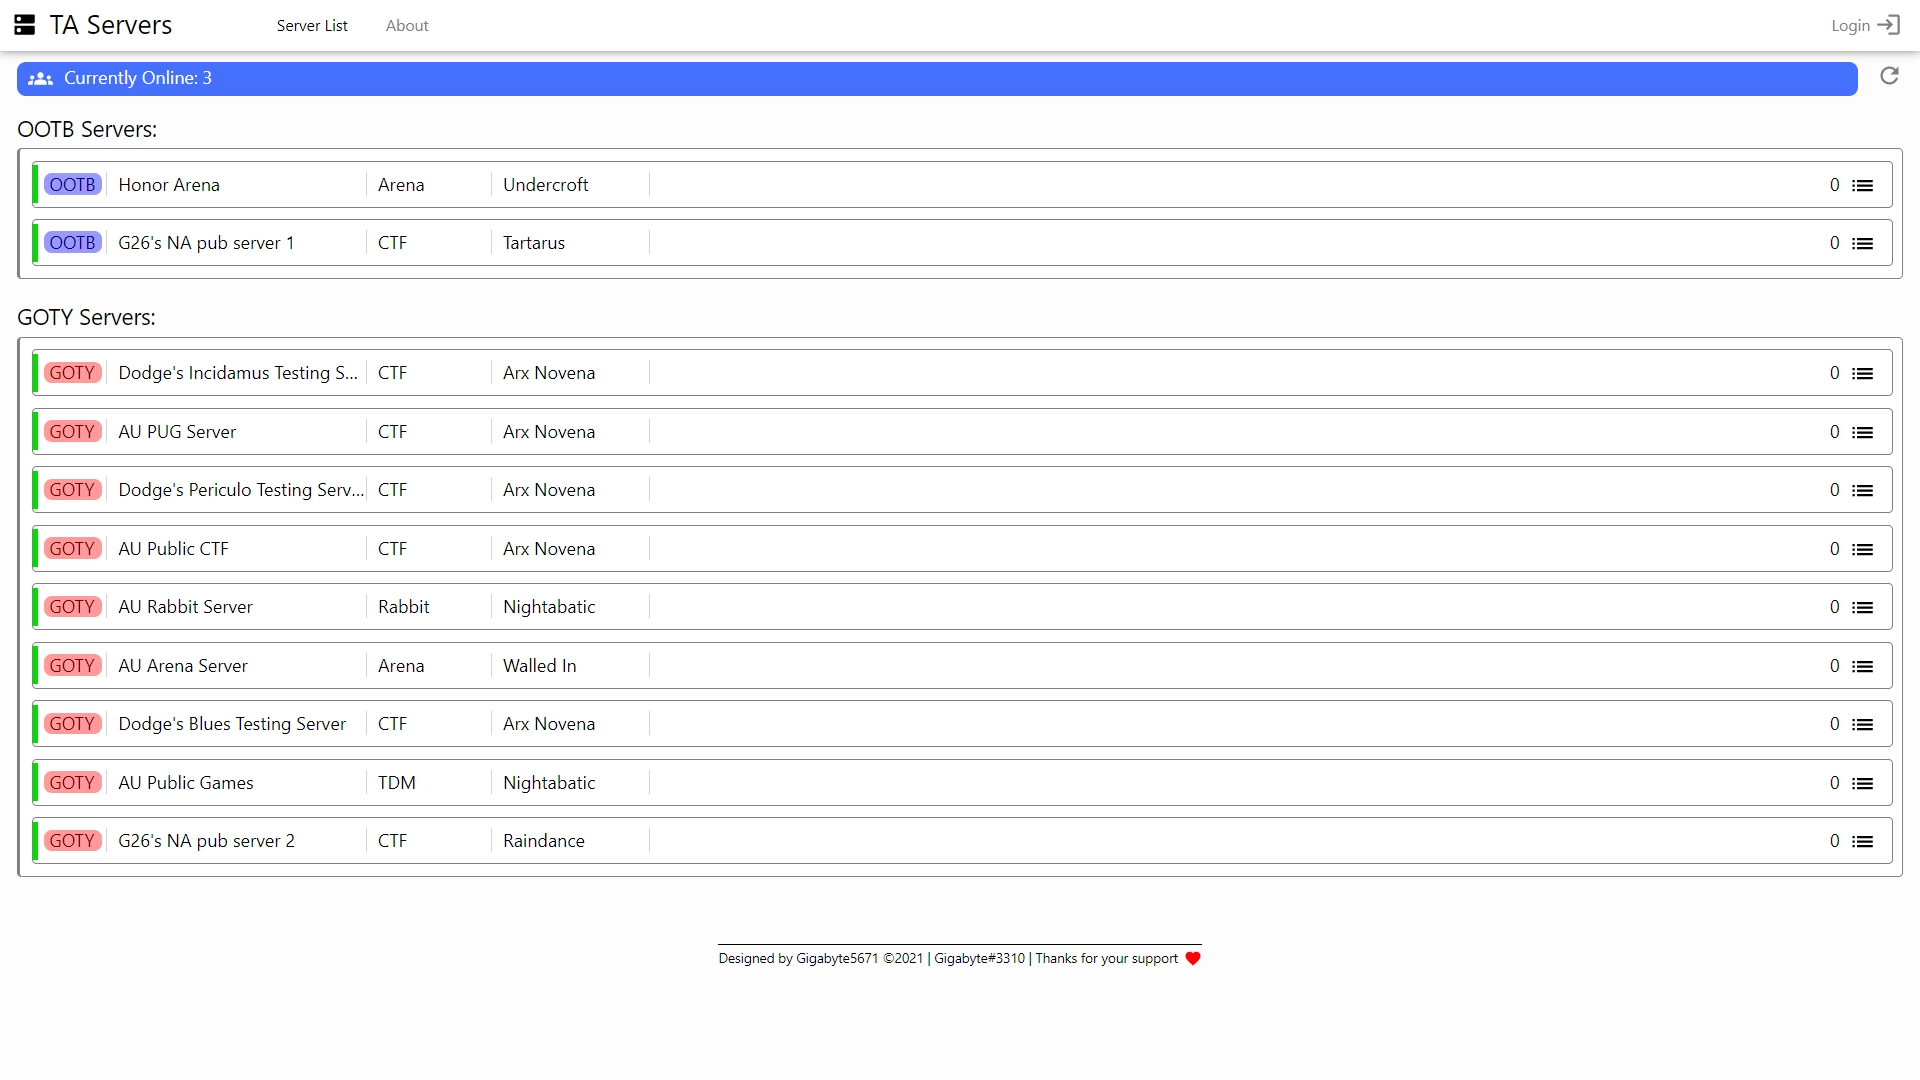 TA Servers Server List About Login
Currently Online: 3
OOTB Servers:
OOTB Honor Arena Arena Undercroft 0
OOTB G26's NA pub server 1 CTF Tartarus 0
GOTY Servers:
GOTY Dodge's Incidamus Testing S... CTF Arx Novena 0
GOTY AU PUG Server CTF Arx Novena 0
GOTY Dodge's Periculo Testing Serv... CTF Arx Novena 0
GOTY AU Public CTF CTF Arx Novena 0
GOTY AU Rabbit Server Rabbit Nightabatic 0
GOTY AU Arena Server Arena Walled In 0
GOTY Dodge's Blues Testing Server CTF Arx Novena 0
GOTY AU Public Games TDM Nightabatic 0
GOTY G26's NA pub server 2 CTF Raindance 0
Designed by Gigabyte5671 ©2021 | Gigabyte#3310 | Thanks for your support